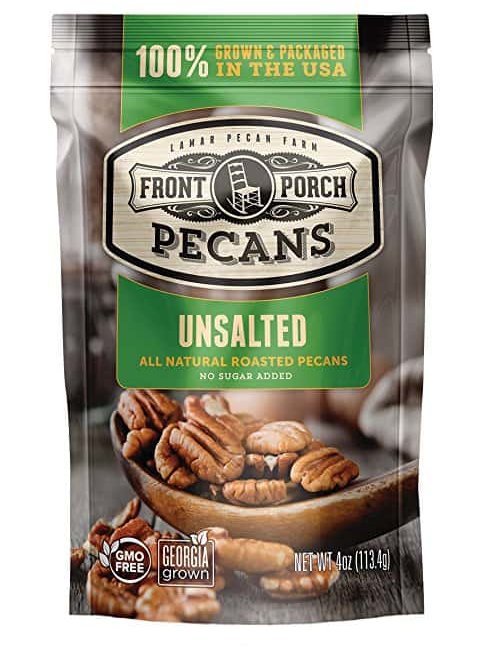 100% GROWN & PACKAGED
IN THE USA
LAMAR PECAN FARM
FRONT PORCH
PECANS
UNSALTED
ALL NATURAL ROASTED PECANS
NO SUGAR ADDED
GMO
FREE
GEORGIA
grown
NET WT 4oz (113.4g)